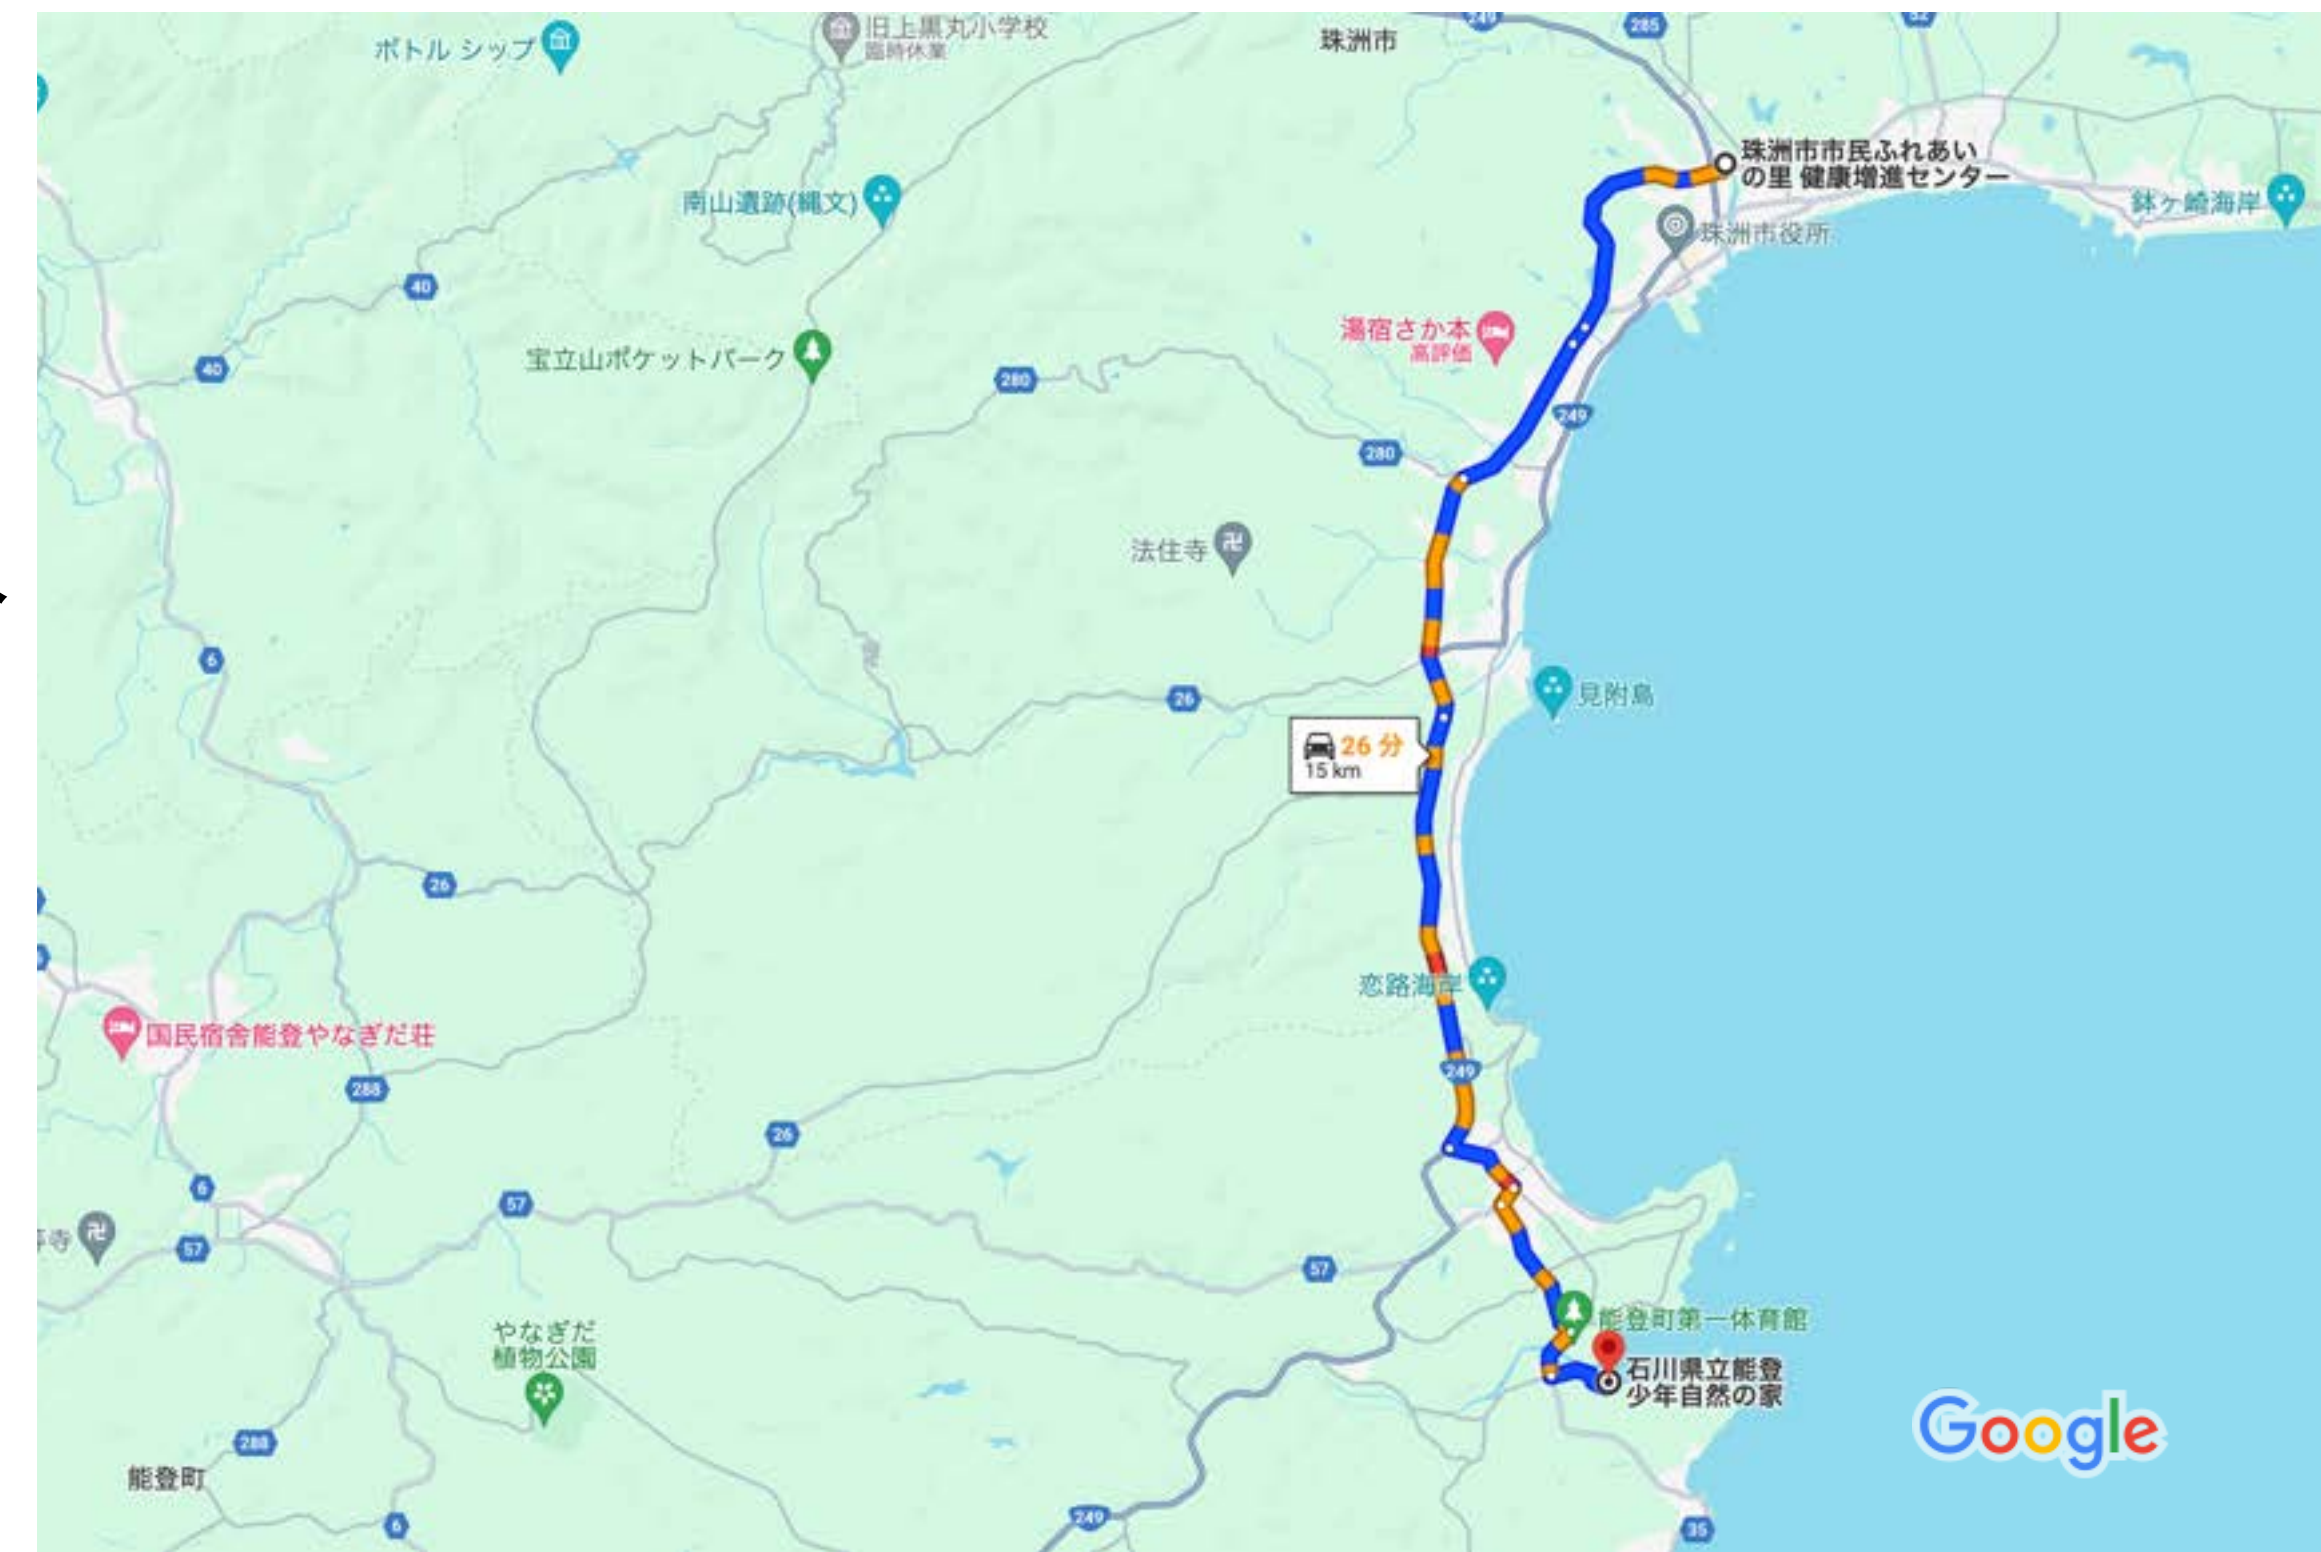 249
285
52
ボトル シップ
旧上黒丸小学校
臨時休業
珠洲市
珠洲市市民ふれあい
の里 健康増進センター
南山遺跡(縄文)
鉢ヶ崎海岸
珠洲市役所
40
湯宿さか本
高評価
宝立山ポケットパーク
40
280
249
280
法住寺
6
26
見附島
26 分
15 km
26
恋路海岸
国民宿舎能登やなぎだ荘
249
288
26
6
57
寺
57
57
能登町第一体育館
やなぎだ
植物公園
石川県立能登
少年自然の家
Google
288
能登町
249
6
35